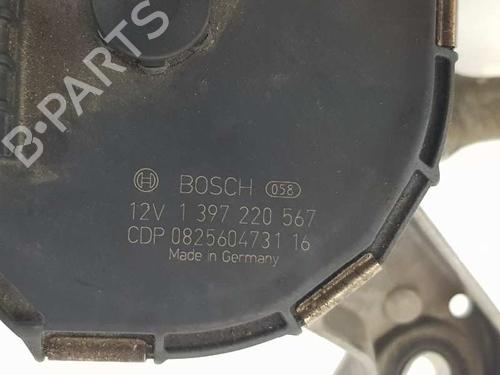 B-PARTS
BOSCH 058
12V 1 397 220 567
CDP 0825604731 16
Made in Germany